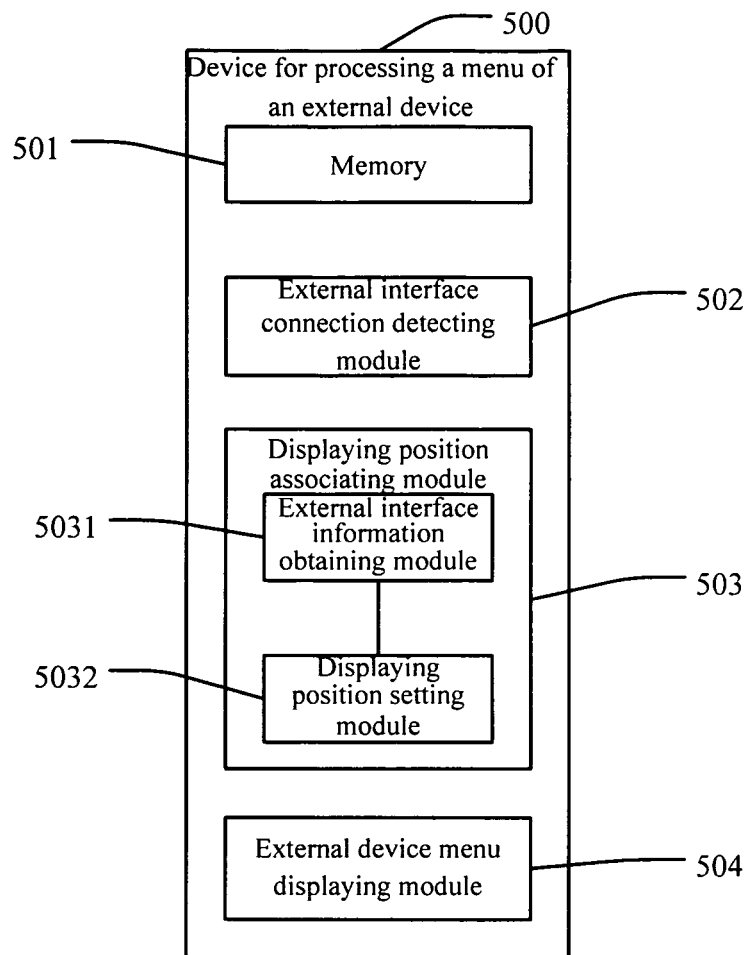 500
Device for processing a menu of
an external device
501
Memory
External interface
connection detecting
module
502
Displaying position
associating module
5031
External interface
information
obtaining module
503
5032
Displaying
position setting
module
External device menu
displaying module
504